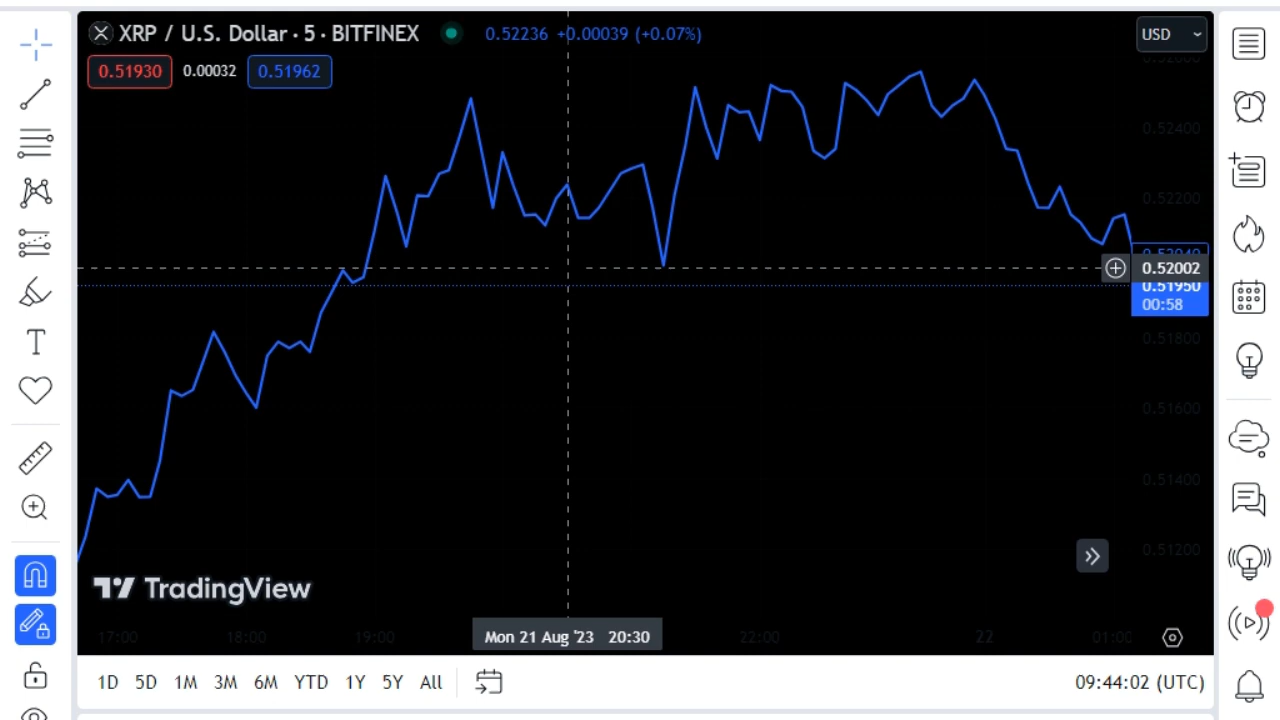 XRP / U.S. Dollar · 5 · BITFINEX 0.52236 +0.00039 (+0.07%) USD
0.51930 0.00032 0.51962
0.52400
0.52200
0.52002
0.51950
00:58
0.51800
0.51600
0.51400
0.51200
TradingView
17:00 18:00 19:00 Mon 21 Aug '23 20:30 22:00 22 01:00
1D 5D 1M 3M 6M YTD 1Y 5Y All 09:44:02 (UTC)